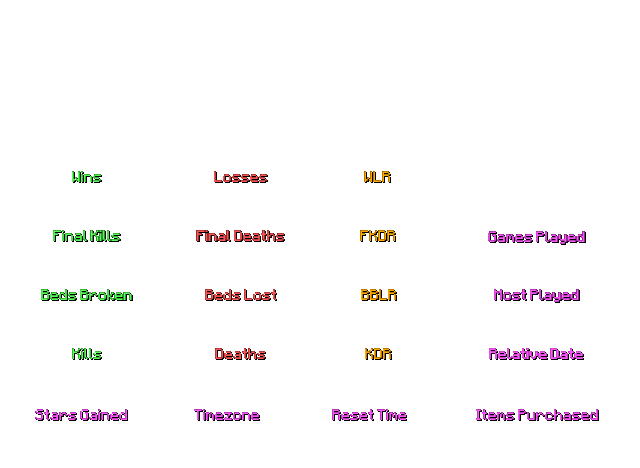 Wins Losses WLR
Final Kills Final Deaths FKDR Games Played
Beds Broken Beds Lost BBLR Most Played
Kills Deaths KDR Relative Date
Stars Gained Timezone Reset Time Items Purchased